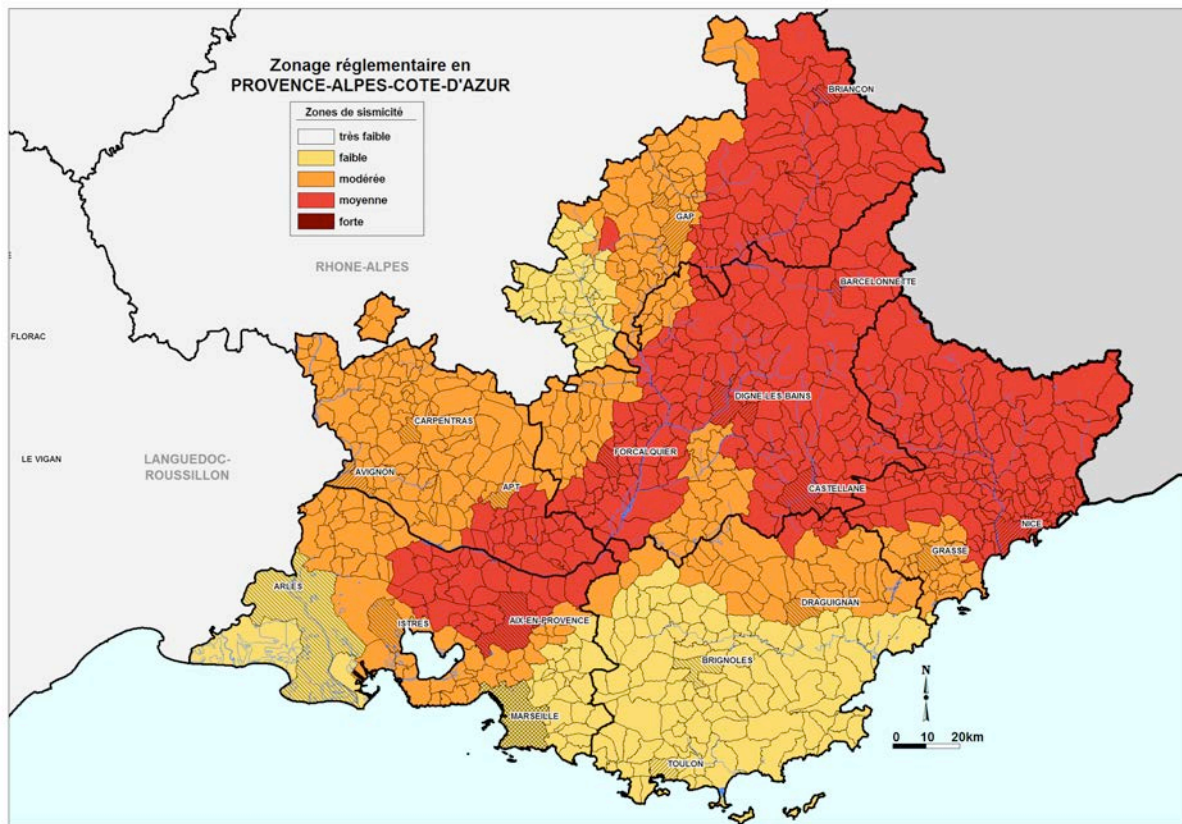 Zonage réglementaire en
PROVENCE-ALPES-COTE-D'AZUR
Zones de sismicité
très faible
faible
modérée
moyenne
forte
BRIANCON
GAP
RHONE-ALPES
BARCELONNETTE
FLORAC
DIGNE-LES-BAINS
CARPENTRAS
FORCALQUIER
LE VIGAN
LANGUEDOC-
ROUSSILLON
AVIGNON
APT
CASTELLANE
NICE
GRASSE
ARLES
DRAGUIGNAN
ISTRES
AIX-EN-PROVENCE
BRIGNOLES
N
MARSEILLE
0 10 20km
TOULON